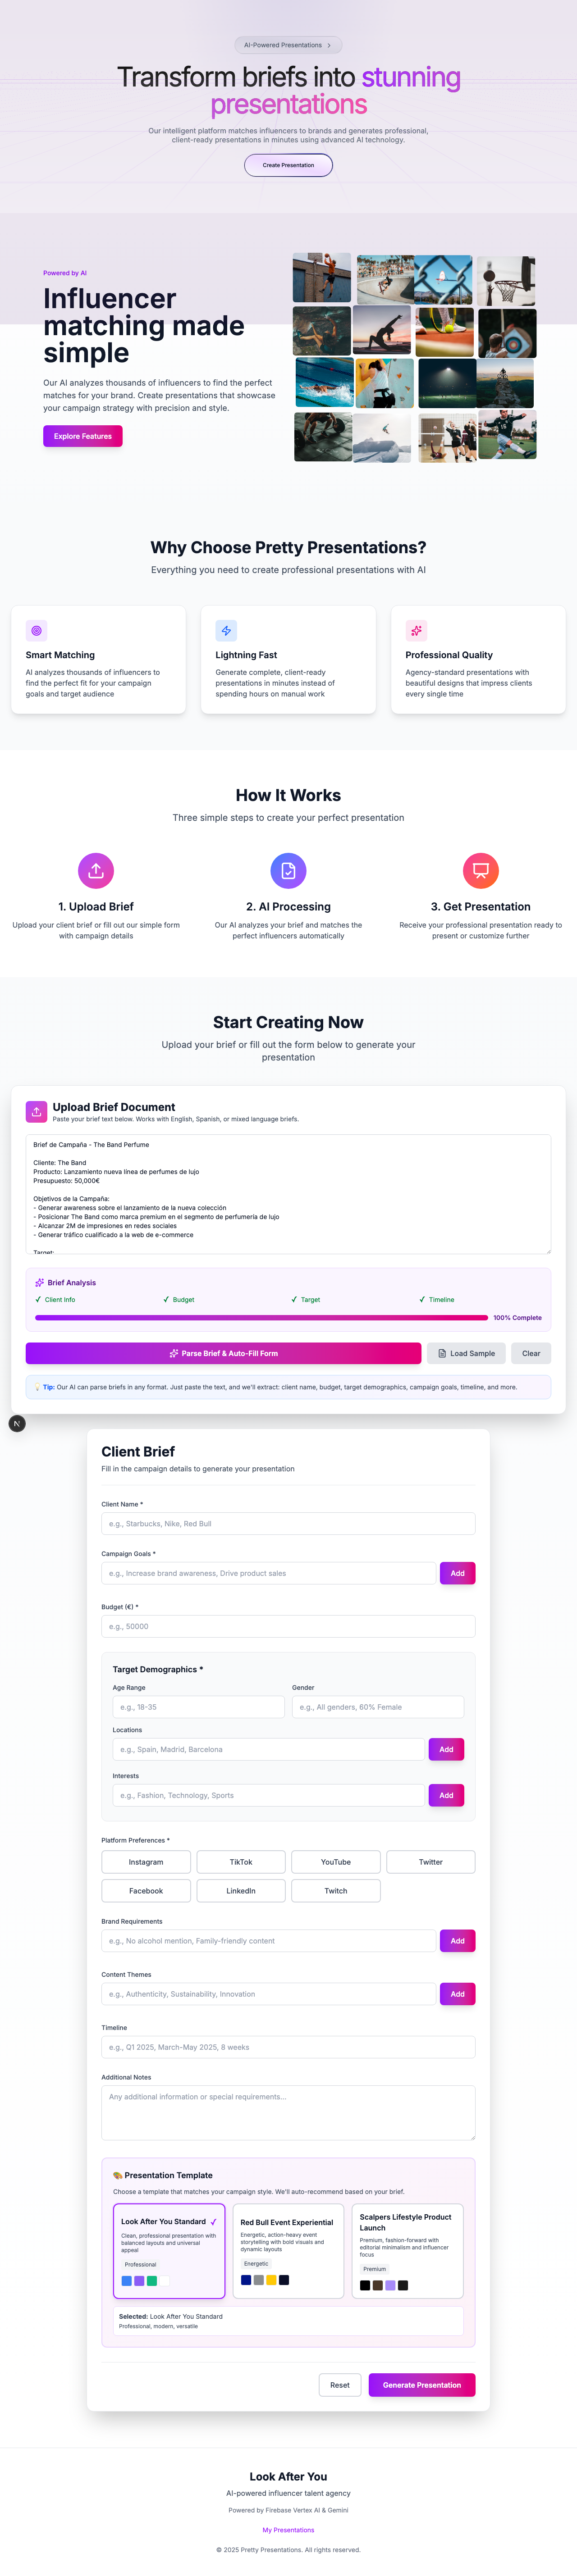 AI-Powered Presentations
Transform briefs into stunning
presentations
Our intelligent platform matches influencers to brands and generates professional,
client-ready presentations in minutes using advanced AI technology.
Create Presentation
Powered by AI
Influencer
matching made
simple
Our AI analyzes thousands of influencers to find the perfect
matches for your brand. Create presentations that showcase
your campaign strategy with precision and style.
Explore Features
Why Choose Pretty Presentations?
Everything you need to create professional presentations with AI
Smart Matching
AI analyzes thousands of influencers to
find the perfect fit for your campaign
goals and target audience
Lightning Fast
Generate complete, client-ready
presentations in minutes instead of
spending hours on manual work
Professional Quality
Agency-standard presentations with
beautiful designs that impress clients
every single time
How It Works
Three simple steps to create your perfect presentation
1. Upload Brief
Upload your client brief or fill out our simple form
with campaign details
2. AI Processing
Our AI analyzes your brief and matches the
perfect influencers automatically
3. Get Presentation
Receive your professional presentation ready to
present or customize further
Start Creating Now
Upload your brief or fill out the form below to generate your
presentation
Upload Brief Document
Paste your brief text below. Works with English, Spanish, or mixed language briefs.
Brief de Campaña - The Band Perfume
Cliente: The Band
Producto: Lanzamiento nueva línea de perfumes de lujo
Presupuesto: 50,000€
Objetivos de la Campaña:
- Generar awareness sobre el lanzamiento de la nueva colección
- Posicionar The Band como marca premium en el segmento de perfumería de lujo
- Alcanzar 2M de impresiones en redes sociales
- Generar tráfico cualificado a la web de e-commerce
Target:
Brief Analysis
✓ Client Info
✓ Budget
✓ Target
✓ Timeline
100% Complete
Parse Brief & Auto-Fill Form
Load Sample
Clear
💡 Tip: Our AI can parse briefs in any format. Just paste the text, and we'll extract: client name, budget, target demographics, campaign goals, timeline, and more.
N
Client Brief
Fill in the campaign details to generate your presentation
Client Name *
e.g., Starbucks, Nike, Red Bull
Campaign Goals *
e.g., Increase brand awareness, Drive product sales
Add
Budget (€) *
e.g., 50000
Target Demographics *
Age Range
Gender
e.g., 18-35
e.g., All genders, 60% Female
Locations
e.g., Spain, Madrid, Barcelona
Add
Interests
e.g., Fashion, Technology, Sports
Add
Platform Preferences *
Instagram
TikTok
YouTube
Twitter
Facebook
LinkedIn
Twitch
Brand Requirements
e.g., No alcohol mention, Family-friendly content
Add
Content Themes
e.g., Authenticity, Sustainability, Innovation
Add
Timeline
e.g., Q1 2025, March-May 2025, 8 weeks
Additional Notes
Any additional information or special requirements...
🎨 Presentation Template
Choose a template that matches your campaign style. We'll auto-recommend based on your brief.
Look After You Standard ✓
Clean, professional presentation with
balanced layouts and universal
appeal
Professional
Red Bull Event Experiential
Energetic, action-heavy event
storytelling with bold visuals and
dynamic layouts
Energetic
Scalpers Lifestyle Product
Launch
Premium, fashion-forward with
editorial minimalism and influencer
focus
Premium
Selected: Look After You Standard
Professional, modern, versatile
Reset
Generate Presentation
Look After You
AI-powered influencer talent agency
Powered by Firebase Vertex AI & Gemini
My Presentations
© 2025 Pretty Presentations. All rights reserved.